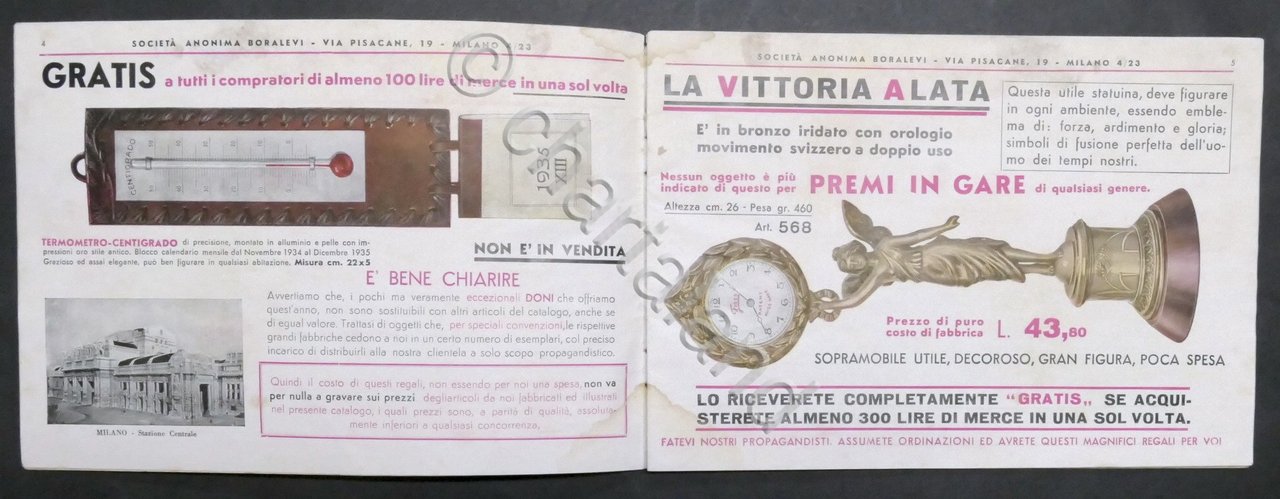 4
SOCIETÀ ANONIMA BORALEVI - VIA PISACANE, 19 - MILANO 4/23
GRATIS a tutti i compratori di almeno 100 lire di merce in una sol volta
CENTIGRADO
1935
XIII
TERMOMETRO-CENTIGRADO di precisione, montato in alluminio e pelle con im-
pressioni oro stile antico. Blocco calendario mensile dal Novembre 1934 al Dicembre 1935
Grazioso ed assai elegante, può ben figurare in qualsiasi abitazione. Misura cm. 22x5
NON E' IN VENDITA
E' BENE CHIARIRE
Avvertiamo che, i pochi ma veramente eccezionali DONI che offriamo
quest'anno, non sono sostituibili con altri articoli del catalogo, anche se
di egual valore. Trattasi di oggetti che, per speciali convenzioni, le rispettive
grandi fabbriche cedono a noi in un certo numero di esemplari, col preciso
incarico di distribuirli alla nostra clientela a solo scopo propagandistico.
Quindi il costo di questi regali, non essendo per noi una spesa, non va
per nulla a gravare sui prezzi degliarticoli da noi fabbricati ed illustrati
nel presente catalogo, i quali prezzi sono, a parità di qualità, assoluta-
mente inferiori a qualsiasi concorrenza.
MILANO - Stazione Centrale
SOCIETÀ ANONIMA BORALEVI - VIA PISACANE, 19 - MILANO 4/23
5
LA VITTORIA ALATA
E' in bronzo iridato con orologio
movimento svizzero a doppio uso
Questa utile statuina, deve figurare
in ogni ambiente, essendo emble-
ma di: forza, ardimento e gloria;
simboli di fusione perfetta dell'uo-
mo dei tempi nostri.
Nessun oggetto è più
indicato di questo per PREMI IN GARE di qualsiasi genere.
Altezza cm. 26 - Pesa gr. 460
Art. 568
Prezzo di puro
costo di fabbrica L. 43,80
SOPRAMOBILE UTILE, DECOROSO, GRAN FIGURA, POCA SPESA
LO RICEVERETE COMPLETAMENTE "GRATIS„ SE ACQUI-
STERETE ALMENO 300 LIRE DI MERCE IN UNA SOL VOLTA.
FATEVI NOSTRI PROPAGANDISTI. ASSUMETE ORDINAZIONI ED AVRETE QUESTI MAGNIFICI REGALI PER VOI